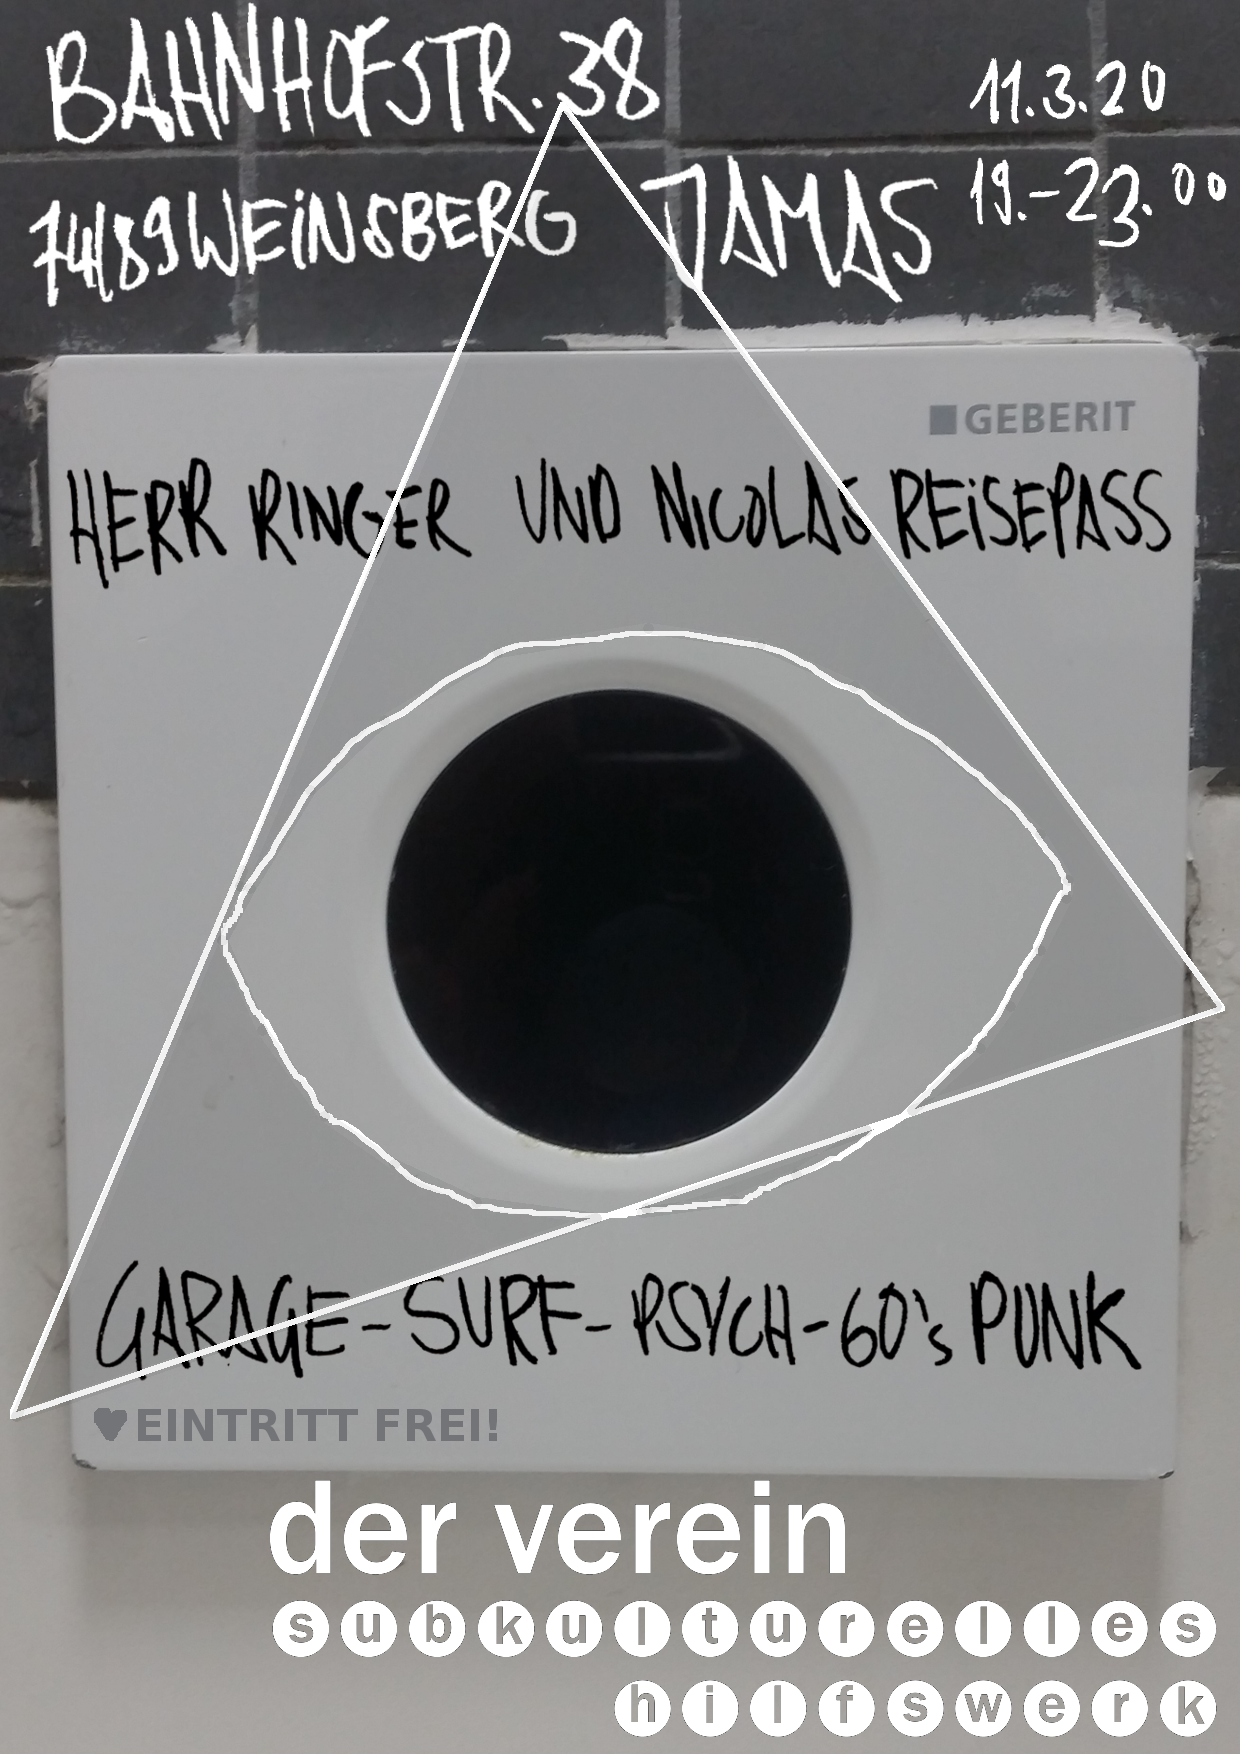 BAHNHOFSTR. 38
11.3.20
74189 WEINSBERG
DAMAS
19.-23.00
GEBERIT
HERR RINGER UND NICOLAS REISEPASS
GARAGE-SURF-PSYCH-60's PUNK
♥EINTRITT FREI!
der verein
subkulturelles
hilfswerk